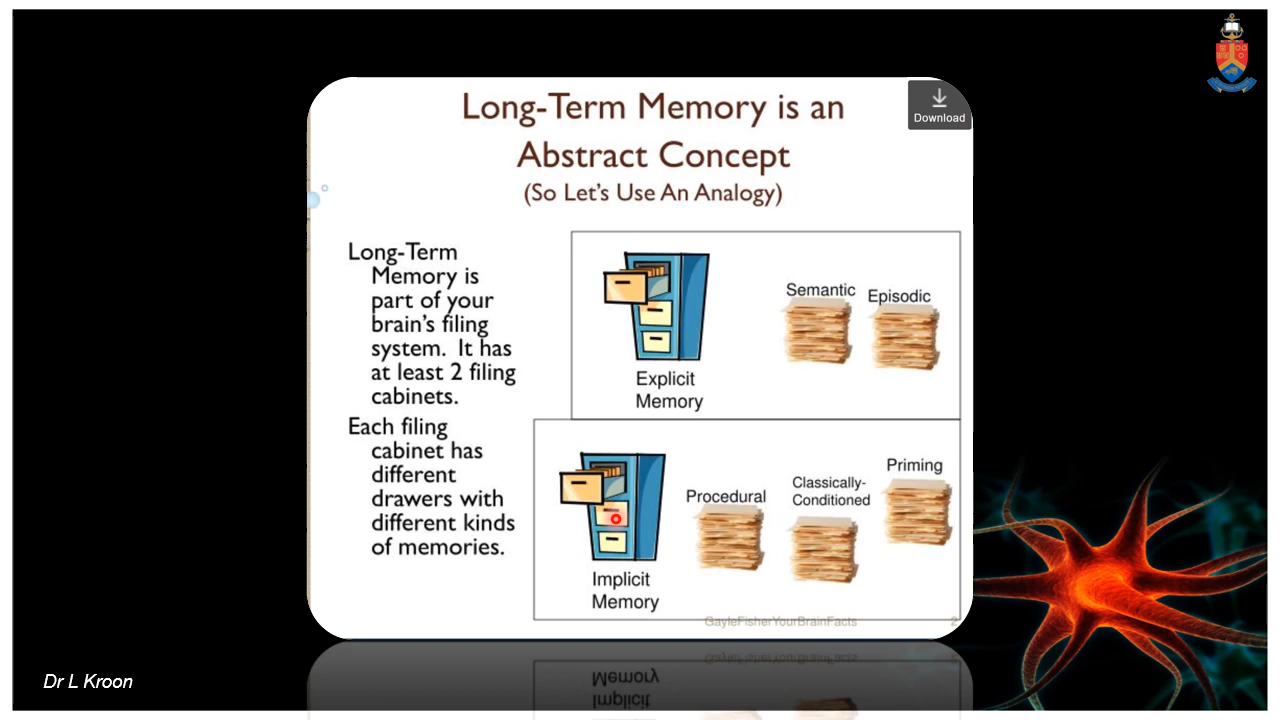 Long-Term Memory is an
Abstract Concept
(So Let's Use An Analogy)
Download
Long-Term
Memory is
part of your
brain's filing
system. It has
at least 2 filing
cabinets.
Each filing
cabinet has
different
drawers with
different kinds
of memories.
Semantic
Episodic
Explicit
Memory
Procedural
Classically-
Conditioned
Priming
Implicit
Memory
GayleFisherYourBrainFacts
2
Dr L Kroon